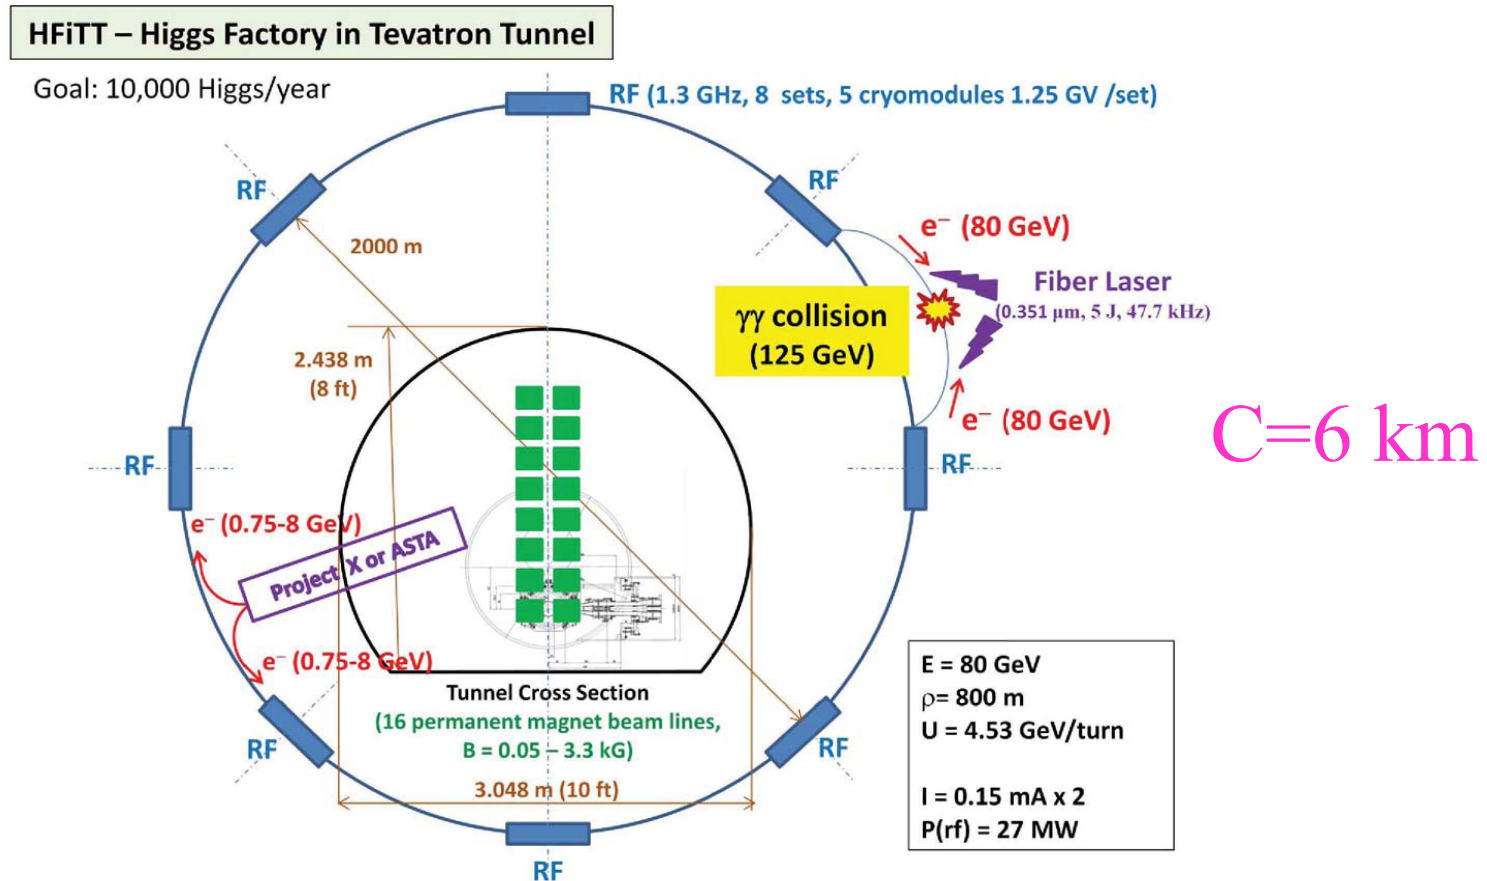 HFiTT – Higgs Factory in Tevatron Tunnel
Goal: 10,000 Higgs/year
RF (1.3 GHz, 8 sets, 5 cryomodules 1.25 GV /set)
RF
RF
2000 m
e⁻ (80 GeV)
Fiber Laser
(0.351 µm, 5 J, 47.7 kHz)
γγ collision
(125 GeV)
2.438 m
(8 ft)
e⁻ (80 GeV)
C=6 km
RF
RF
e⁻ (0.75-8 GeV)
Project X or ASTA
e⁻ (0.75-8 GeV)
Tunnel Cross Section
(16 permanent magnet beam lines,
B = 0.05 – 3.3 kG)
RF
RF
3.048 m (10 ft)
RF
E = 80 GeV
ρ= 800 m
U = 4.53 GeV/turn
I = 0.15 mA x 2
P(rf) = 27 MW